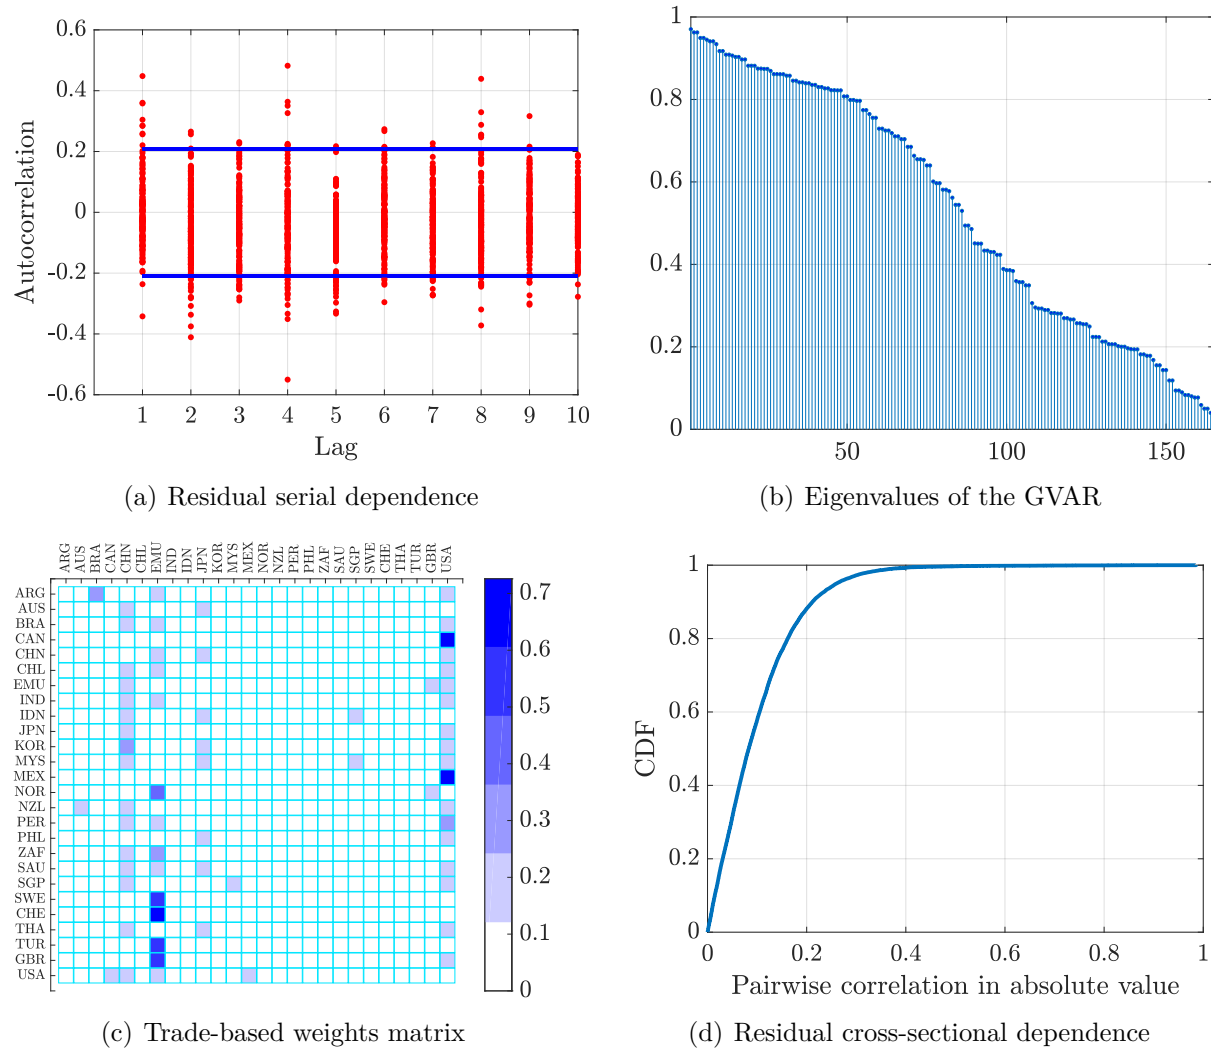 0.6
0.4
0.2
0
-0.2
-0.4
-0.6
Autocorrelation
1 2 3 4 5 6 7 8 9 10
Lag
(a) Residual serial dependence
1
0.8
0.6
0.4
0.2
0
50 100 150
(b) Eigenvalues of the GVAR
ARG AUS BRA CAN CHN CHL EMU IND IDN JPN KOR MYS MEX NOR NZL PER PHL ZAF SAU SGP SWE CHE THA TUR GBR USA
ARG
AUS
BRA
CAN
CHN
CHL
EMU
IND
IDN
JPN
KOR
MYS
MEX
NOR
NZL
PER
PHL
ZAF
SAU
SGP
SWE
CHE
THA
TUR
GBR
USA
0.7
0.6
0.5
0.4
0.3
0.2
0.1
0
(c) Trade-based weights matrix
1
0.8
0.6
0.4
0.2
0
CDF
0 0.2 0.4 0.6 0.8 1
Pairwise correlation in absolute value
(d) Residual cross-sectional dependence